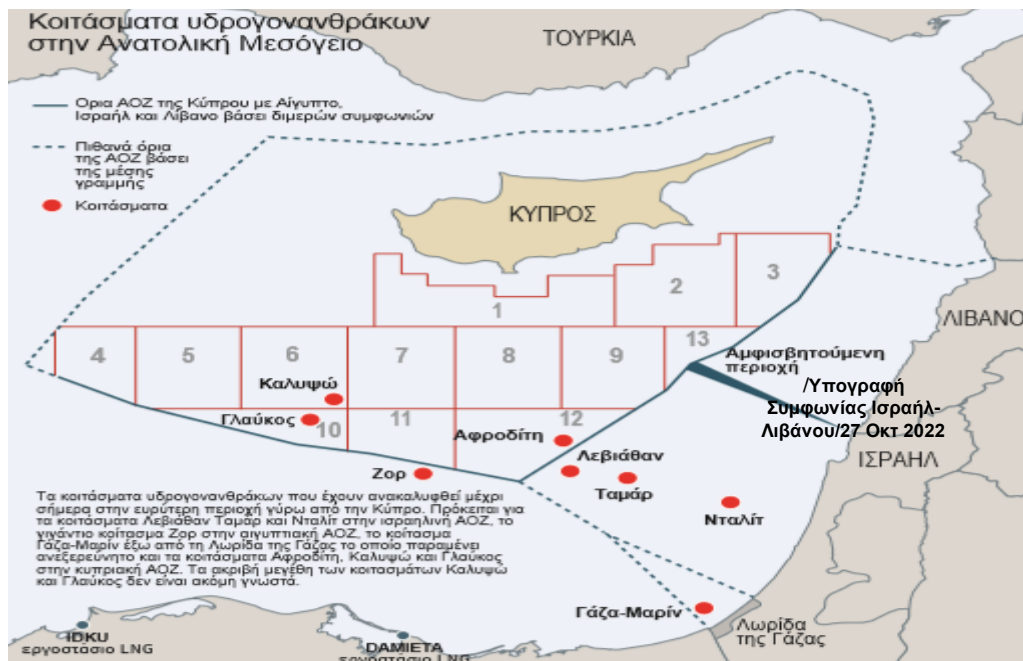 Κοιτάσματα υδρογονανθράκων
στην Ανατολική Μεσόγειο
ΤΟΥΡΚΙΑ
Ορια ΑΟΖ της Κύπρου με Αίγυπτο,
Ισραήλ και Λίβανο βάσει διμερών συμφωνιών
Πιθανά όρια
της ΑΟΖ βάσει
της μέσης
γραμμής
Κοιτάσματα
ΚΥΠΡΟΣ
1
2
3
ΛΙΒΑΝΟ
4
5
6
7
8
9
13
Καλυψώ
Γλαύκος
10
11
12
Αφροδίτη
Αμφισβητούμενη
περιοχή
/Υπογραφή
Συμφωνίας Ισραήλ-
Λιβάνου/27 Οκτ 2022
ΙΣΡΑΗΛ
Ζορ
Λεβιάθαν
Ταμάρ
Νταλίτ
Τα κοιτάσματα υδρογονανθράκων που έχουν ανακαλυφθεί μέχρι
σήμερα στην ευρύτερη περιοχή γύρω από την Κύπρο. Πρόκειται για
τα κοιτάσματα Λεβιάθαν Ταμάρ και Νταλίτ στην ισραηλινή ΑΟΖ, το
γιγάντιο κοίτασμα Ζορ στην αιγυπτιακή ΑΟΖ, το κοίτασμα
Γάζα-Μαρίν έξω από τη Λωρίδα της Γάζας το οποίο παραμένει
ανεξερεύνητο και τα κοιτάσματα Αφροδίτη, Καλυψώ και Γλαύκος
στην κυπριακή ΑΟΖ. Τα ακριβή μεγέθη των κοιτασμάτων Καλυψώ
και Γλαύκος δεν είναι ακόμη γνωστά.
Γάζα-Μαρίν
Λωρίδα
της Γάζας
IDKU
εργοστάσιο LNG
DAMIETA
εργοστάσιο LNG